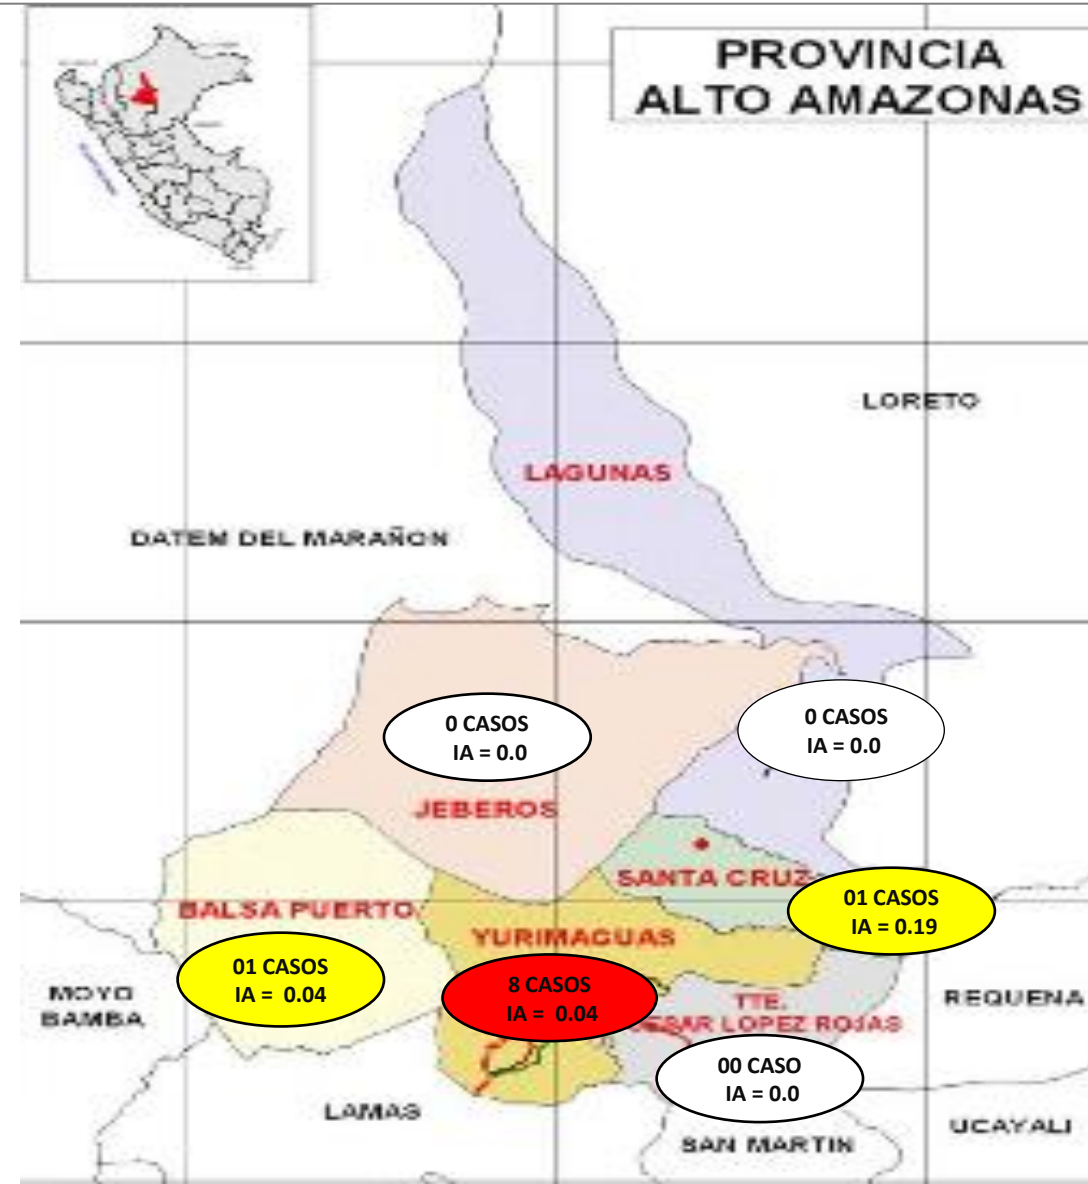 PROVINCIA
ALTO AMAZONAS
LORETO
LAGUNAS
DATEM DEL MARAÑON
0 CASOS
IA = 0.0
0 CASOS
IA = 0.0
JEBEROS
SANTA CRUZ
01 CASOS
IA = 0.19
BALSA PUERTO
YURIMAGUAS
01 CASOS
IA = 0.04
8 CASOS
IA = 0.04
MOYO
BAMBA
TTE.
ESAR LOPEZ ROJAS
REQUENA
00 CASO
IA = 0.0
LAMAS
SAN MARTIN
UCAYALI